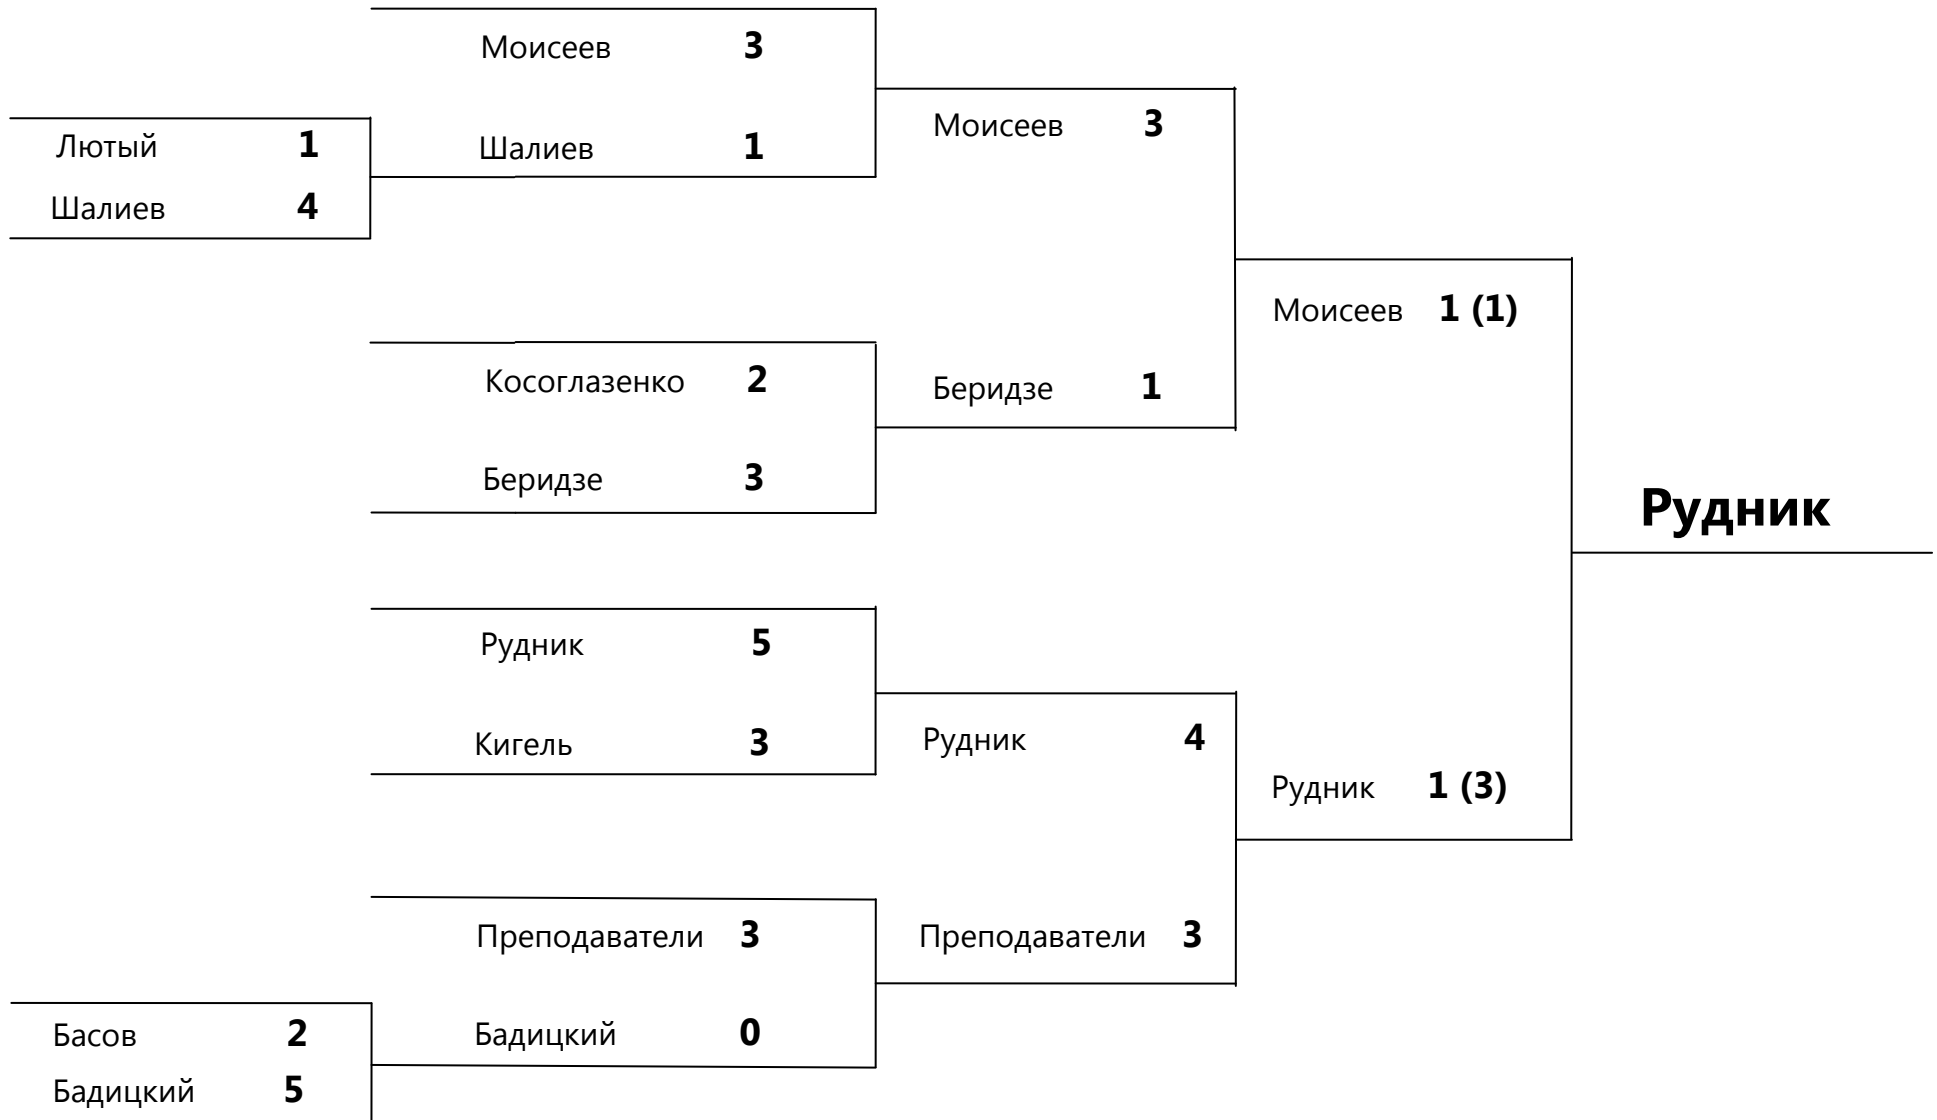 Лютый 1
Шалиев 4
Басов 2
Бадицкий 5
Моисеев 3
Шалиев 1
Косоглазенко 2
Беридзе 3
Рудник 5
Кигель 3
Преподаватели 3
Бадицкий 0
Моисеев 3
Беридзе 1
Рудник 4
Преподаватели 3
Моисеев 1 (1)
Рудник 1 (3)
Рудник